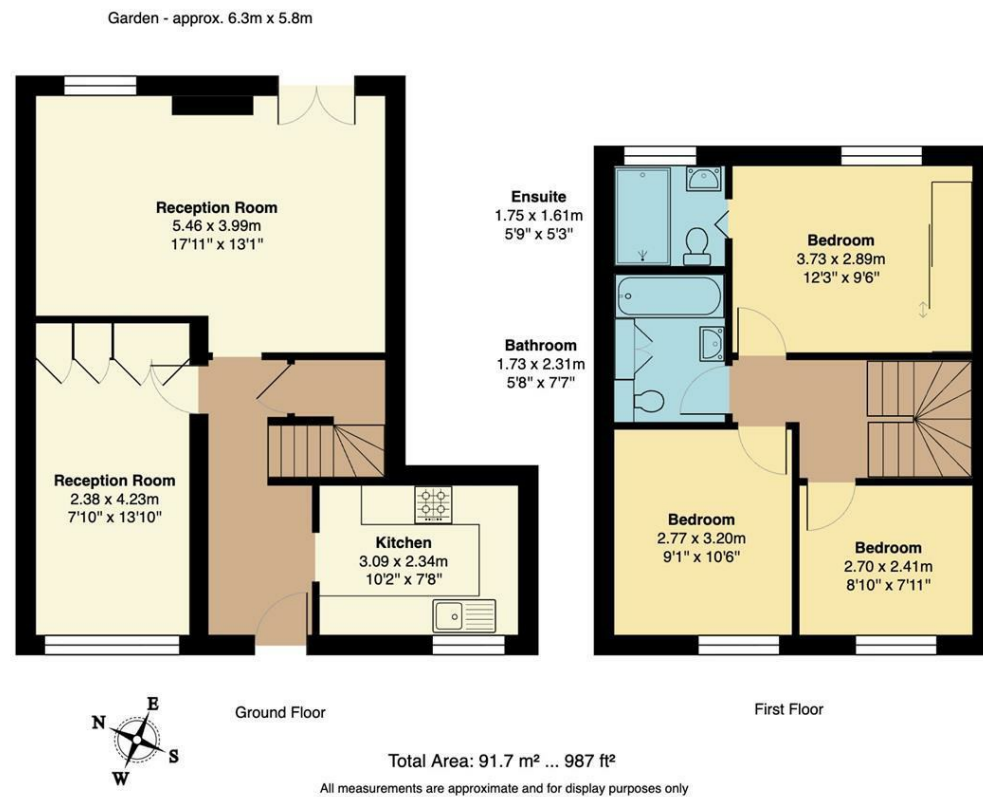 Garden - approx. 6.3m x 5.8m
Reception Room
5.46 x 3.99m
17'11" x 13'1"
Ensuite
1.75 x 1.61m
5'9" x 5'3"
Bedroom
3.73 x 2.89m
12'3" x 9'6"
Bathroom
1.73 x 2.31m
5'8" x 7'7"
Reception Room
2.38 x 4.23m
7'10" x 13'10"
Kitchen
3.09 x 2.34m
10'2" x 7'8"
Bedroom
2.77 x 3.20m
9'1" x 10'6"
Bedroom
2.70 x 2.41m
8'10" x 7'11"
N
E
S
W
Ground Floor
First Floor
Total Area: 91.7 m² ... 987 ft²
All measurements are approximate and for display purposes only